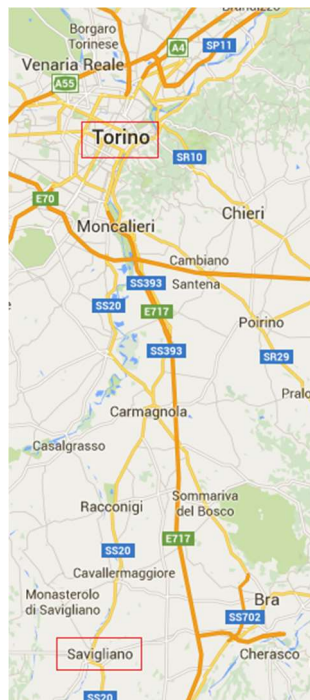 Borgaro
Torinese
A4
SP11
Venaria Reale
A55
Torino
SR10
E70
Chieri
Moncalieri
Cambiano
SS393
Santena
SS20
E717
Poirino
SS393
SR29
Carmagnola
Casalgrasso
Racconigi
Sommariva
del Bosco
E717
SS20
Cavallermaggiore
Monasterolo
di Savigliano
Bra
SS702
Savigliano
Cherasco
SS20